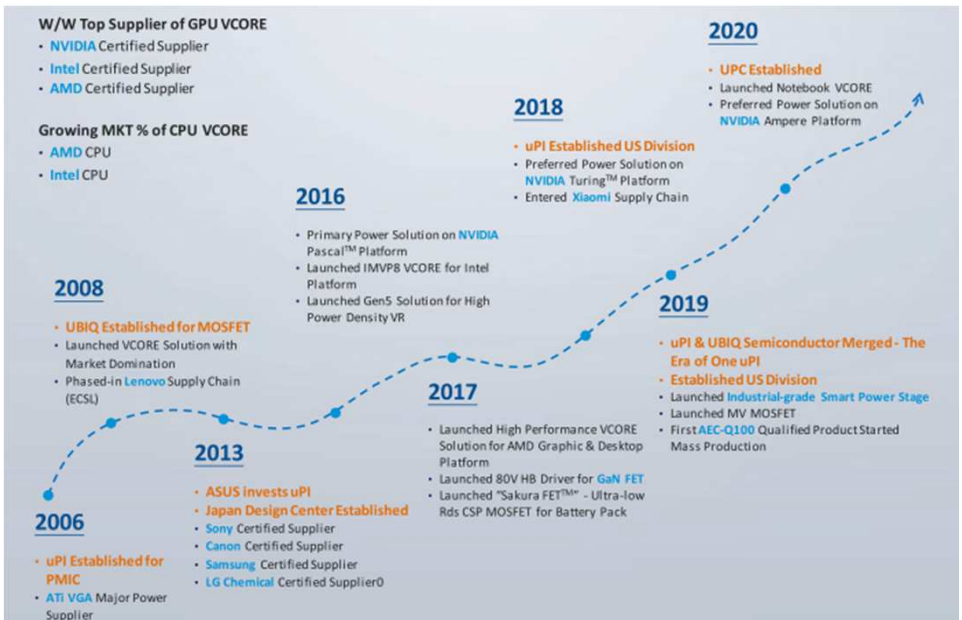 W/W Top Supplier of GPU VCORE
• NVIDIA Certified Supplier
• Intel Certified Supplier
• AMD Certified Supplier
Growing MKT % of CPU VCORE
• AMD CPU
• Intel CPU
2006
• uPI Established for
PMIC
• ATi VGA Major Power
Supplier
2008
• UBIQ Established for MOSFET
• Launched VCORE Solution with
Market Domination
• Phased-in Lenovo Supply Chain
(ECSL)
2013
• ASUS invests uPI
• Japan Design Center Established
• Sony Certified Supplier
• Canon Certified Supplier
• Samsung Certified Supplier
• LG Chemical Certified Supplier0
2016
• Primary Power Solution on NVIDIA
Pascal™ Platform
• Launched IMVP8 VCORE for Intel
Platform
• Launched Gen5 Solution for High
Power Density VR
2017
• Launched High Performance VCORE
Solution for AMD Graphic & Desktop
Platform
• Launched 80V HB Driver for GaN FET
• Launched "Sakura FET™" - Ultra-low
Rds CSP MOSFET for Battery Pack
2018
• uPI Established US Division
• Preferred Power Solution on
NVIDIA Turing™ Platform
• Entered Xiaomi Supply Chain
2019
• uPI & UBIQ Semiconductor Merged - The
Era of One uPI
• Established US Division
• Launched Industrial-grade Smart Power Stage
• Launched MV MOSFET
• First AEC-Q100 Qualified Product Started
Mass Production
2020
• UPC Established
• Launched Notebook VCORE
• Preferred Power Solution on
NVIDIA Ampere Platform